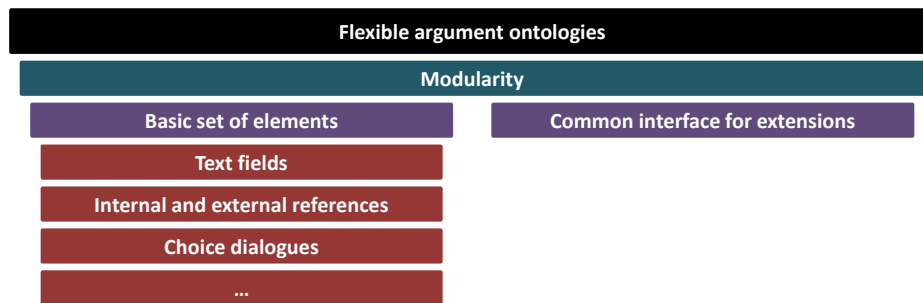 Flexible argument ontologies
Modularity
Basic set of elements
Common interface for extensions
Text fields
Internal and external references
Choice dialogues
...